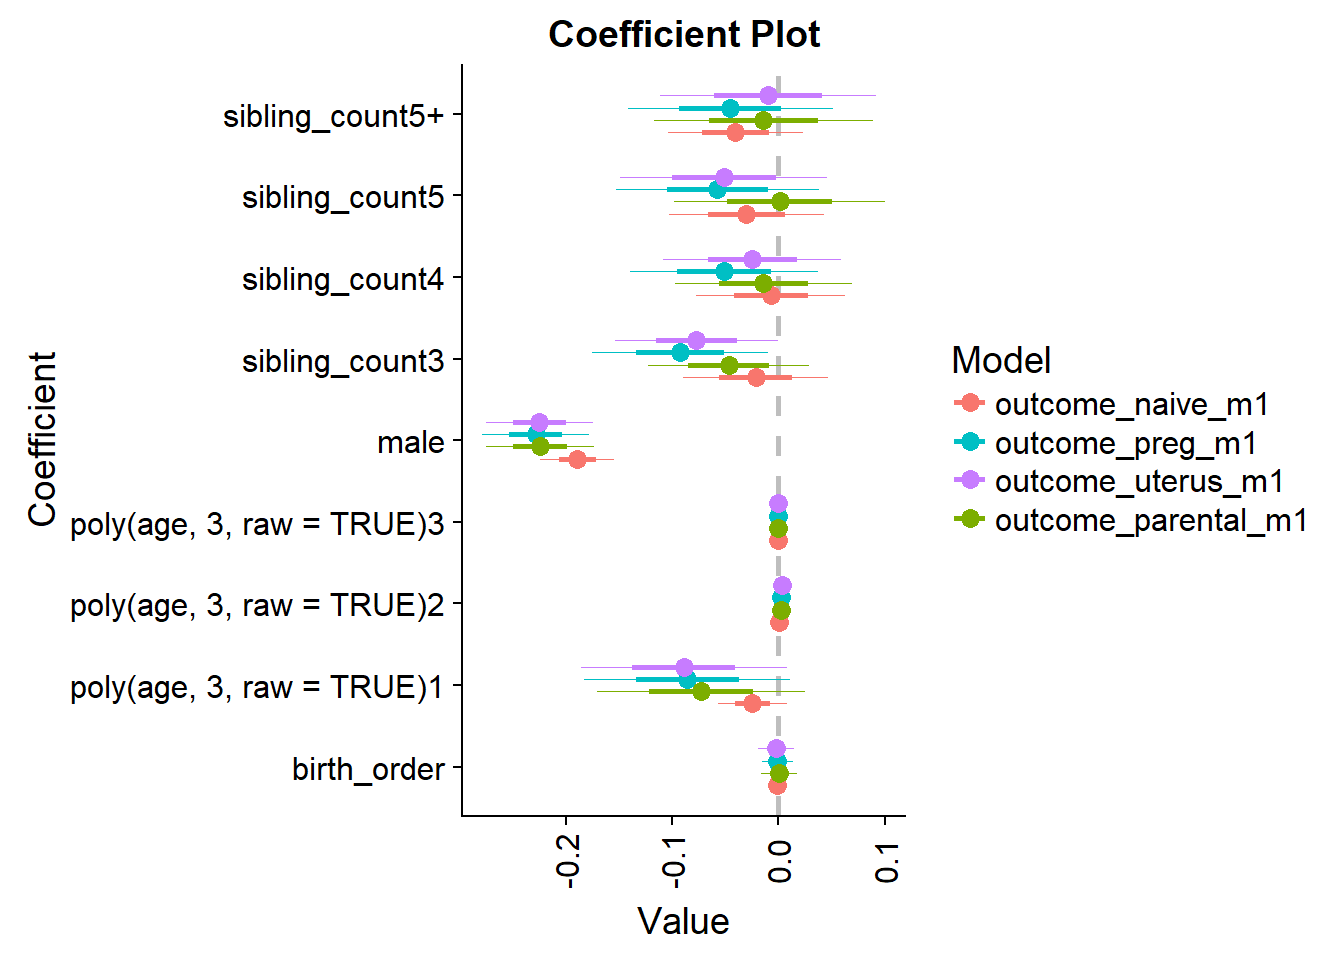 Coefficient Plot
Coefficient
sibling_count5+
sibling_count5
sibling_count4
sibling_count3
male
poly(age, 3, raw = TRUE)3
poly(age, 3, raw = TRUE)2
poly(age, 3, raw = TRUE)1
birth_order
-0.2
-0.1
0.0
0.1
Value
Model
outcome_naive_m1
outcome_preg_m1
outcome_uterus_m1
outcome_parental_m1